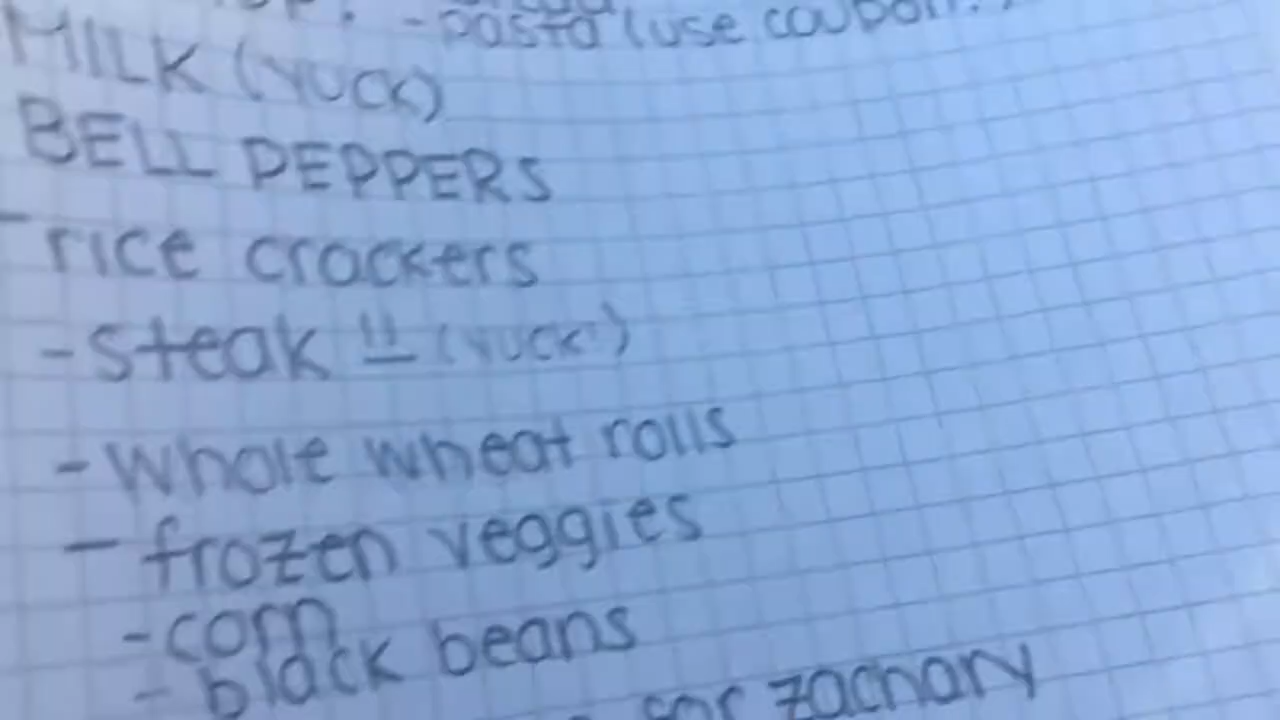 - pasta (use coupon!)
MILK (YUCK)
BELL PEPPERS
- rice crackers
- steak !! (YUCK)
- whole wheat rolls
- frozen veggies
- corn
- black beans
for zachary